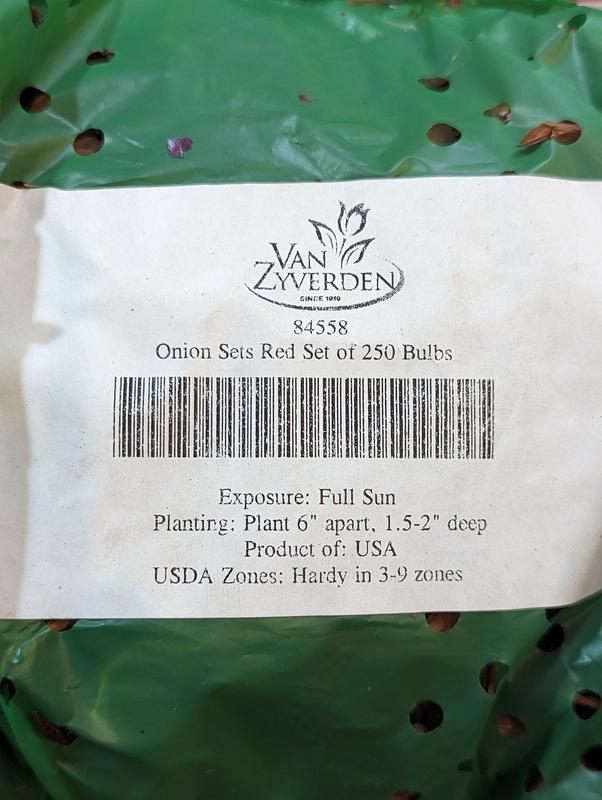 VAN
ZYVERDEN
SINCE 1919
84558
Onion Sets Red Set of 250 Bulbs
Exposure: Full Sun
Planting: Plant 6" apart, 1.5-2" deep
Product of: USA
USDA Zones: Hardy in 3-9 zones